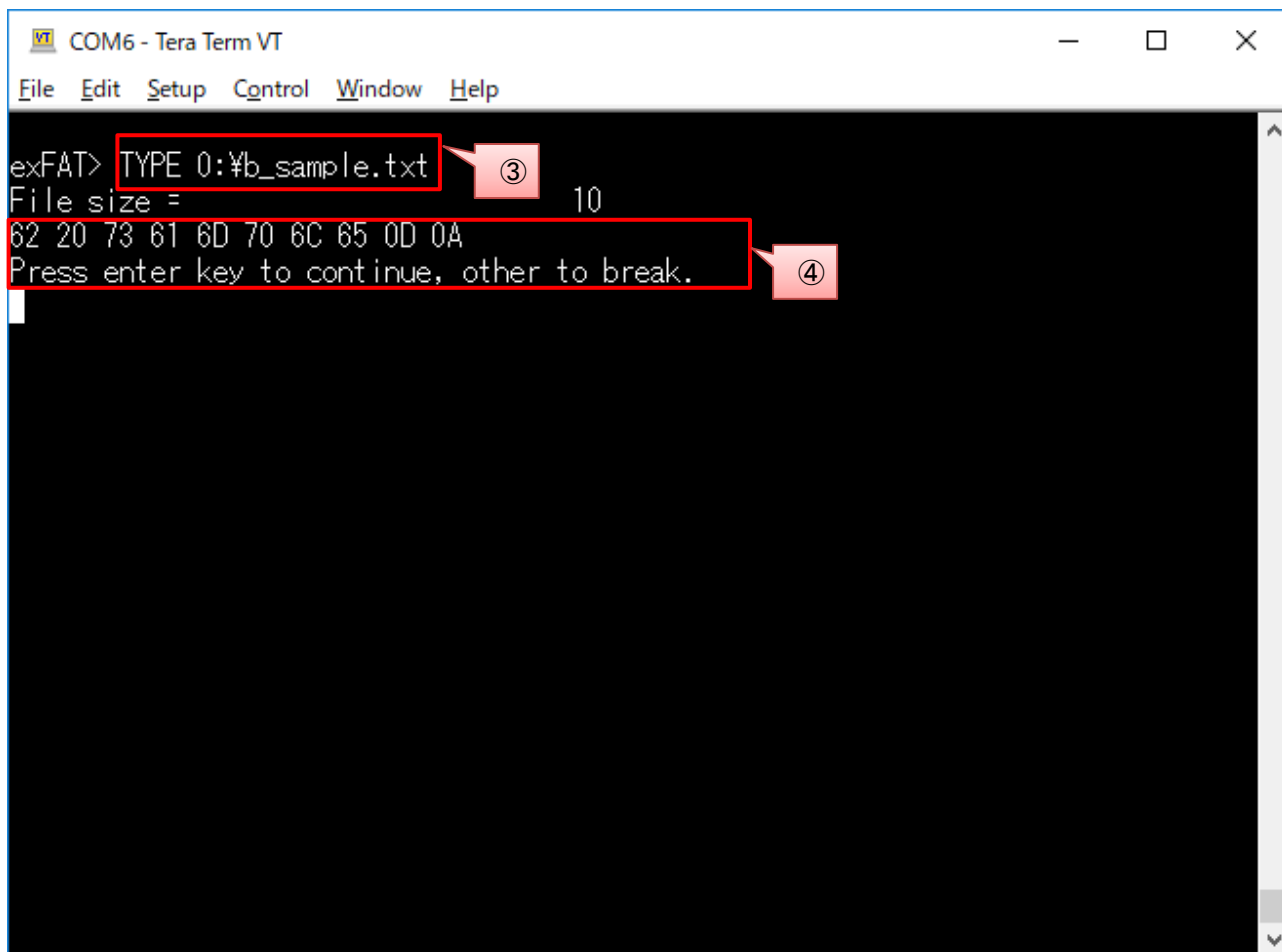 COM6 - Tera Term VT
File Edit Setup Control Window Help
exFAT> TYPE 0:¥b_sample.txt
③
File size = 10
62 20 73 61 6D 70 6C 65 0D 0A
Press enter key to continue, other to break.
④